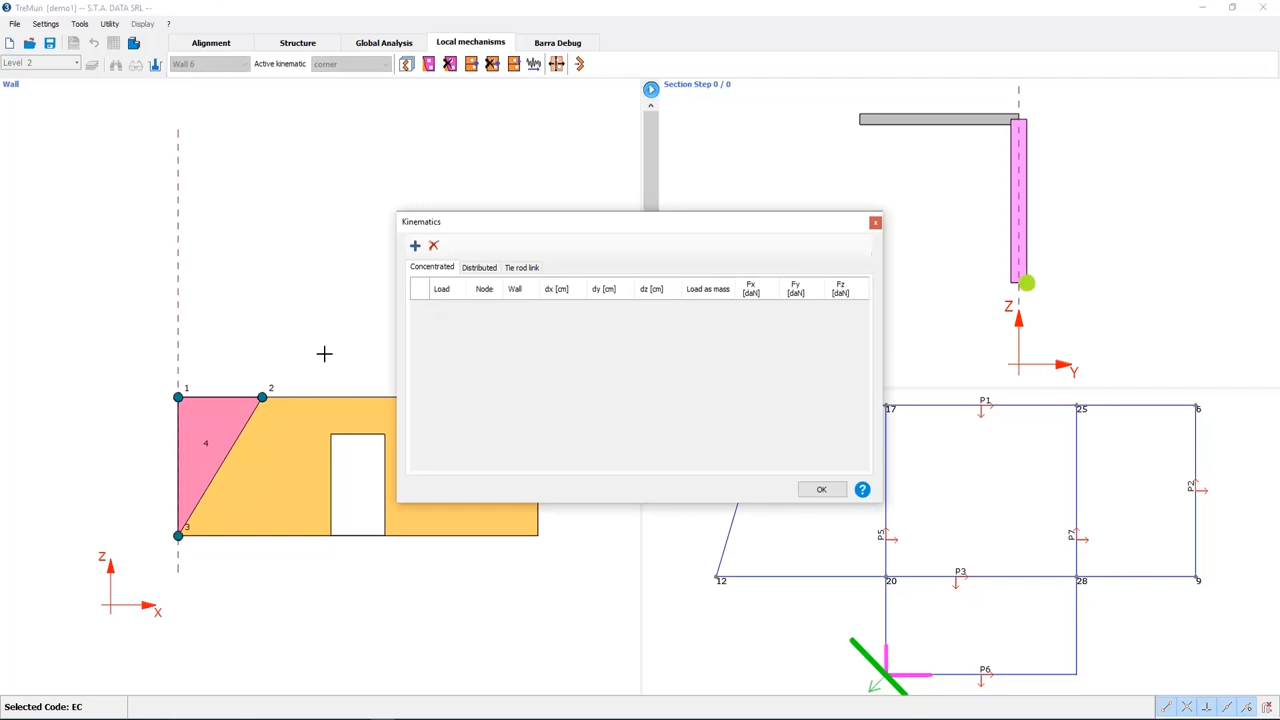 TreMuri [demo1] -- S.T.A. DATA SRL --
File Settings Tools Utility Display ?
Alignment Structure Global Analysis Local mechanisms Barra Debug
Level 2 Wall 6 Active kinematic corner
Wall
Section Step 0 / 0
Z
Y
Kinematics
Concentrated Distributed Tie rod link
Load Node Wall dx [cm] dy [cm] dz [cm] Load as mass Fx [daN] Fy [daN] Fz [daN]
OK ?
1 2
4
3
Z
X
17 P1 25 6
P2
P5 P7
12 20 P3 28 9
P6
Selected Code: EC